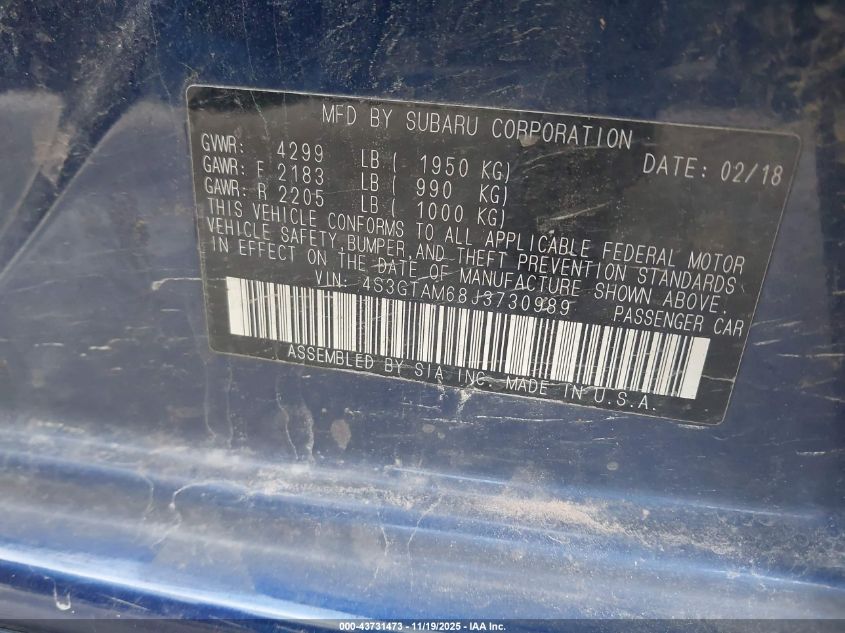 MFD BY SUBARU CORPORATION
GVWR: 4299 LB ( 1950 KG) DATE: 02/18
GAWR: F 2183 LB ( 990 KG)
GAWR: R 2205 LB ( 1000 KG)
THIS VEHICLE CONFORMS TO ALL APPLICABLE FEDERAL MOTOR
VEHICLE SAFETY, BUMPER, AND THEFT PREVENTION STANDARDS
IN EFFECT ON THE DATE OF MANUFACTURE SHOWN ABOVE.
VIN: 4S3GTAM68J3730989 PASSENGER CAR
ASSEMBLED BY SIA INC. MADE IN U.S.A.
000-43731473 - 11/19/2025 - IAA Inc.